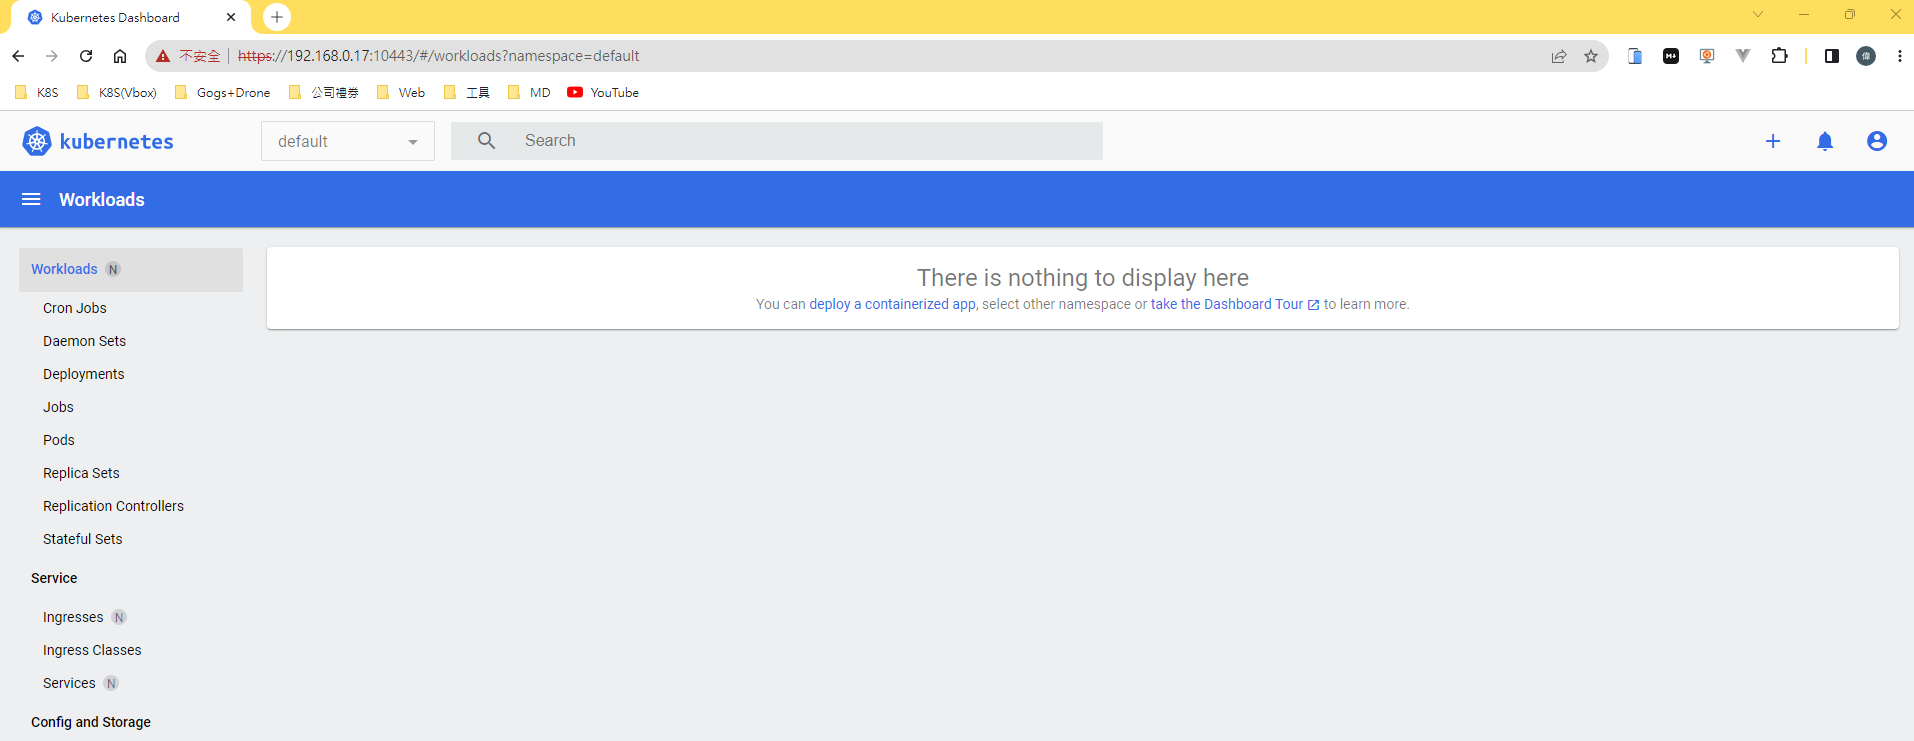 Kubernetes Dashboard
不安全 https://192.168.0.17:10443/#/workloads?namespace=default
K8S K8S(Vbox) Gogs+Drone 公司禮券 Web 工具 MD YouTube
kubernetes default Search
Workloads
Workloads N
Cron Jobs
Daemon Sets
Deployments
Jobs
Pods
Replica Sets
Replication Controllers
Stateful Sets
Service
Ingresses N
Ingress Classes
Services N
Config and Storage
There is nothing to display here
You can deploy a containerized app, select other namespace or take the Dashboard Tour to learn more.